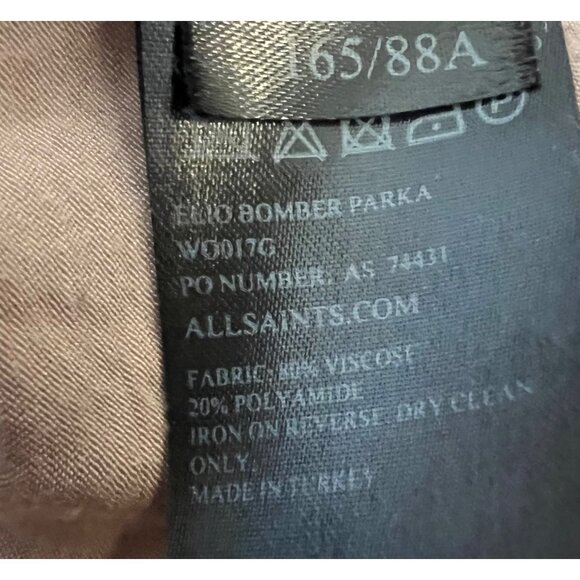 165/88A
ELIO BOMBER PARKA
WO017G
PO NUMBER: AS 74431
ALLSAINTS.COM
FABRIC: 80% VISCOSE
20% POLYAMIDE
IRON ON REVERSE. DRY CLEAN
ONLY.
MADE IN TURKEY